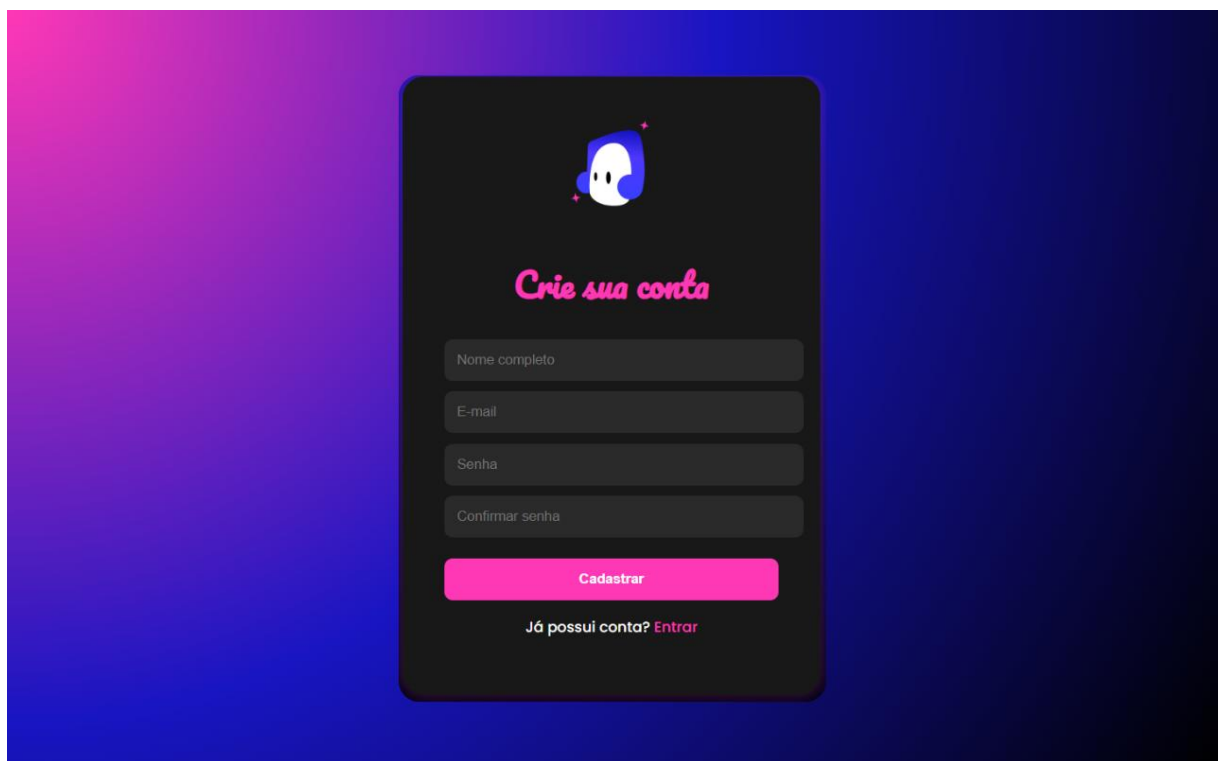 Crie sua conta
Nome completo
E-mail
Senha
Confirmar senha
Cadastrar
Já possui conta? Entrar